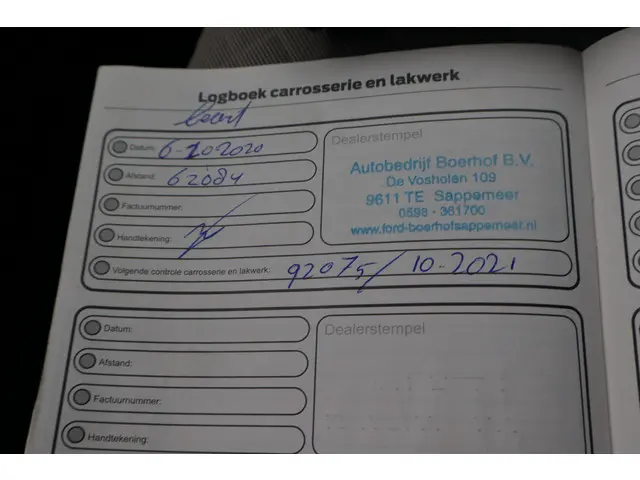 Logboek carrosserie en lakwerk
Datum: 6-10 2020
Afstand: 62084
Factuurnummer:
Handtekening:
Dealerstempel
Autobedrijf Boerhof B.V.
De Vosholen 109
9611 TE Sappemeer
0598 - 361700
www.ford-boerhofsappemeer.nl
Volgende controle carrosserie en lakwerk: 92075/10-2021
Datum:
Afstand:
Factuurnummer:
Handtekening:
Dealerstempel